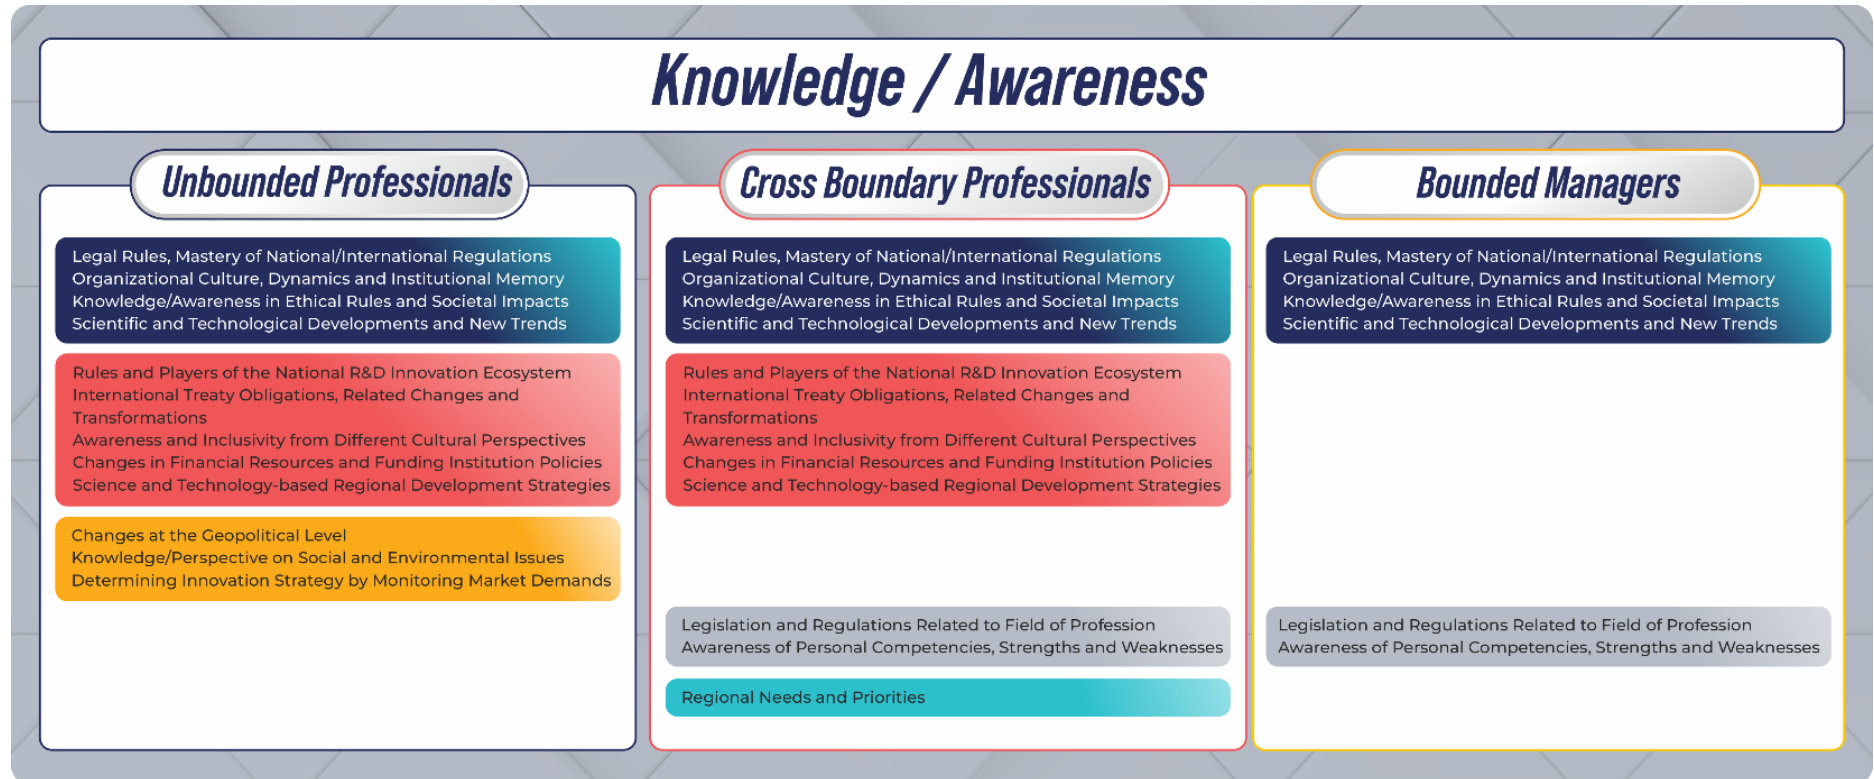 Knowledge / Awareness
Unbounded Professionals
Legal Rules, Mastery of National/International Regulations
Organizational Culture, Dynamics and Institutional Memory
Knowledge/Awareness in Ethical Rules and Societal Impacts
Scientific and Technological Developments and New Trends
Rules and Players of the National R&D Innovation Ecosystem
International Treaty Obligations, Related Changes and
Transformations
Awareness and Inclusivity from Different Cultural Perspectives
Changes in Financial Resources and Funding Institution Policies
Science and Technology-based Regional Development Strategies
Changes at the Geopolitical Level
Knowledge/Perspective on Social and Environmental Issues
Determining Innovation Strategy by Monitoring Market Demands
Cross Boundary Professionals
Legal Rules, Mastery of National/International Regulations
Organizational Culture, Dynamics and Institutional Memory
Knowledge/Awareness in Ethical Rules and Societal Impacts
Scientific and Technological Developments and New Trends
Rules and Players of the National R&D Innovation Ecosystem
International Treaty Obligations, Related Changes and
Transformations
Awareness and Inclusivity from Different Cultural Perspectives
Changes in Financial Resources and Funding Institution Policies
Science and Technology-based Regional Development Strategies
Legislation and Regulations Related to Field of Profession
Awareness of Personal Competencies, Strengths and Weaknesses
Regional Needs and Priorities
Bounded Managers
Legal Rules, Mastery of National/International Regulations
Organizational Culture, Dynamics and Institutional Memory
Knowledge/Awareness in Ethical Rules and Societal Impacts
Scientific and Technological Developments and New Trends
Legislation and Regulations Related to Field of Profession
Awareness of Personal Competencies, Strengths and Weaknesses